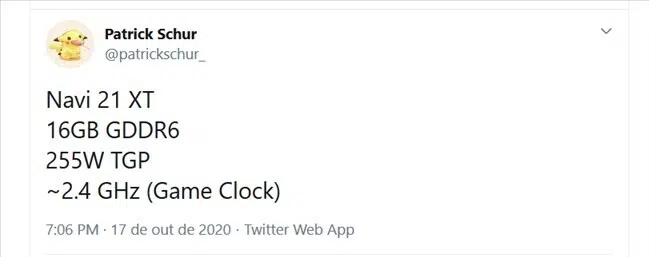 Patrick Schur
@patrickschur_
Navi 21 XT
16GB GDDR6
255W TGP
~2.4 GHz (Game Clock)
7:06 PM · 17 de out de 2020 · Twitter Web App